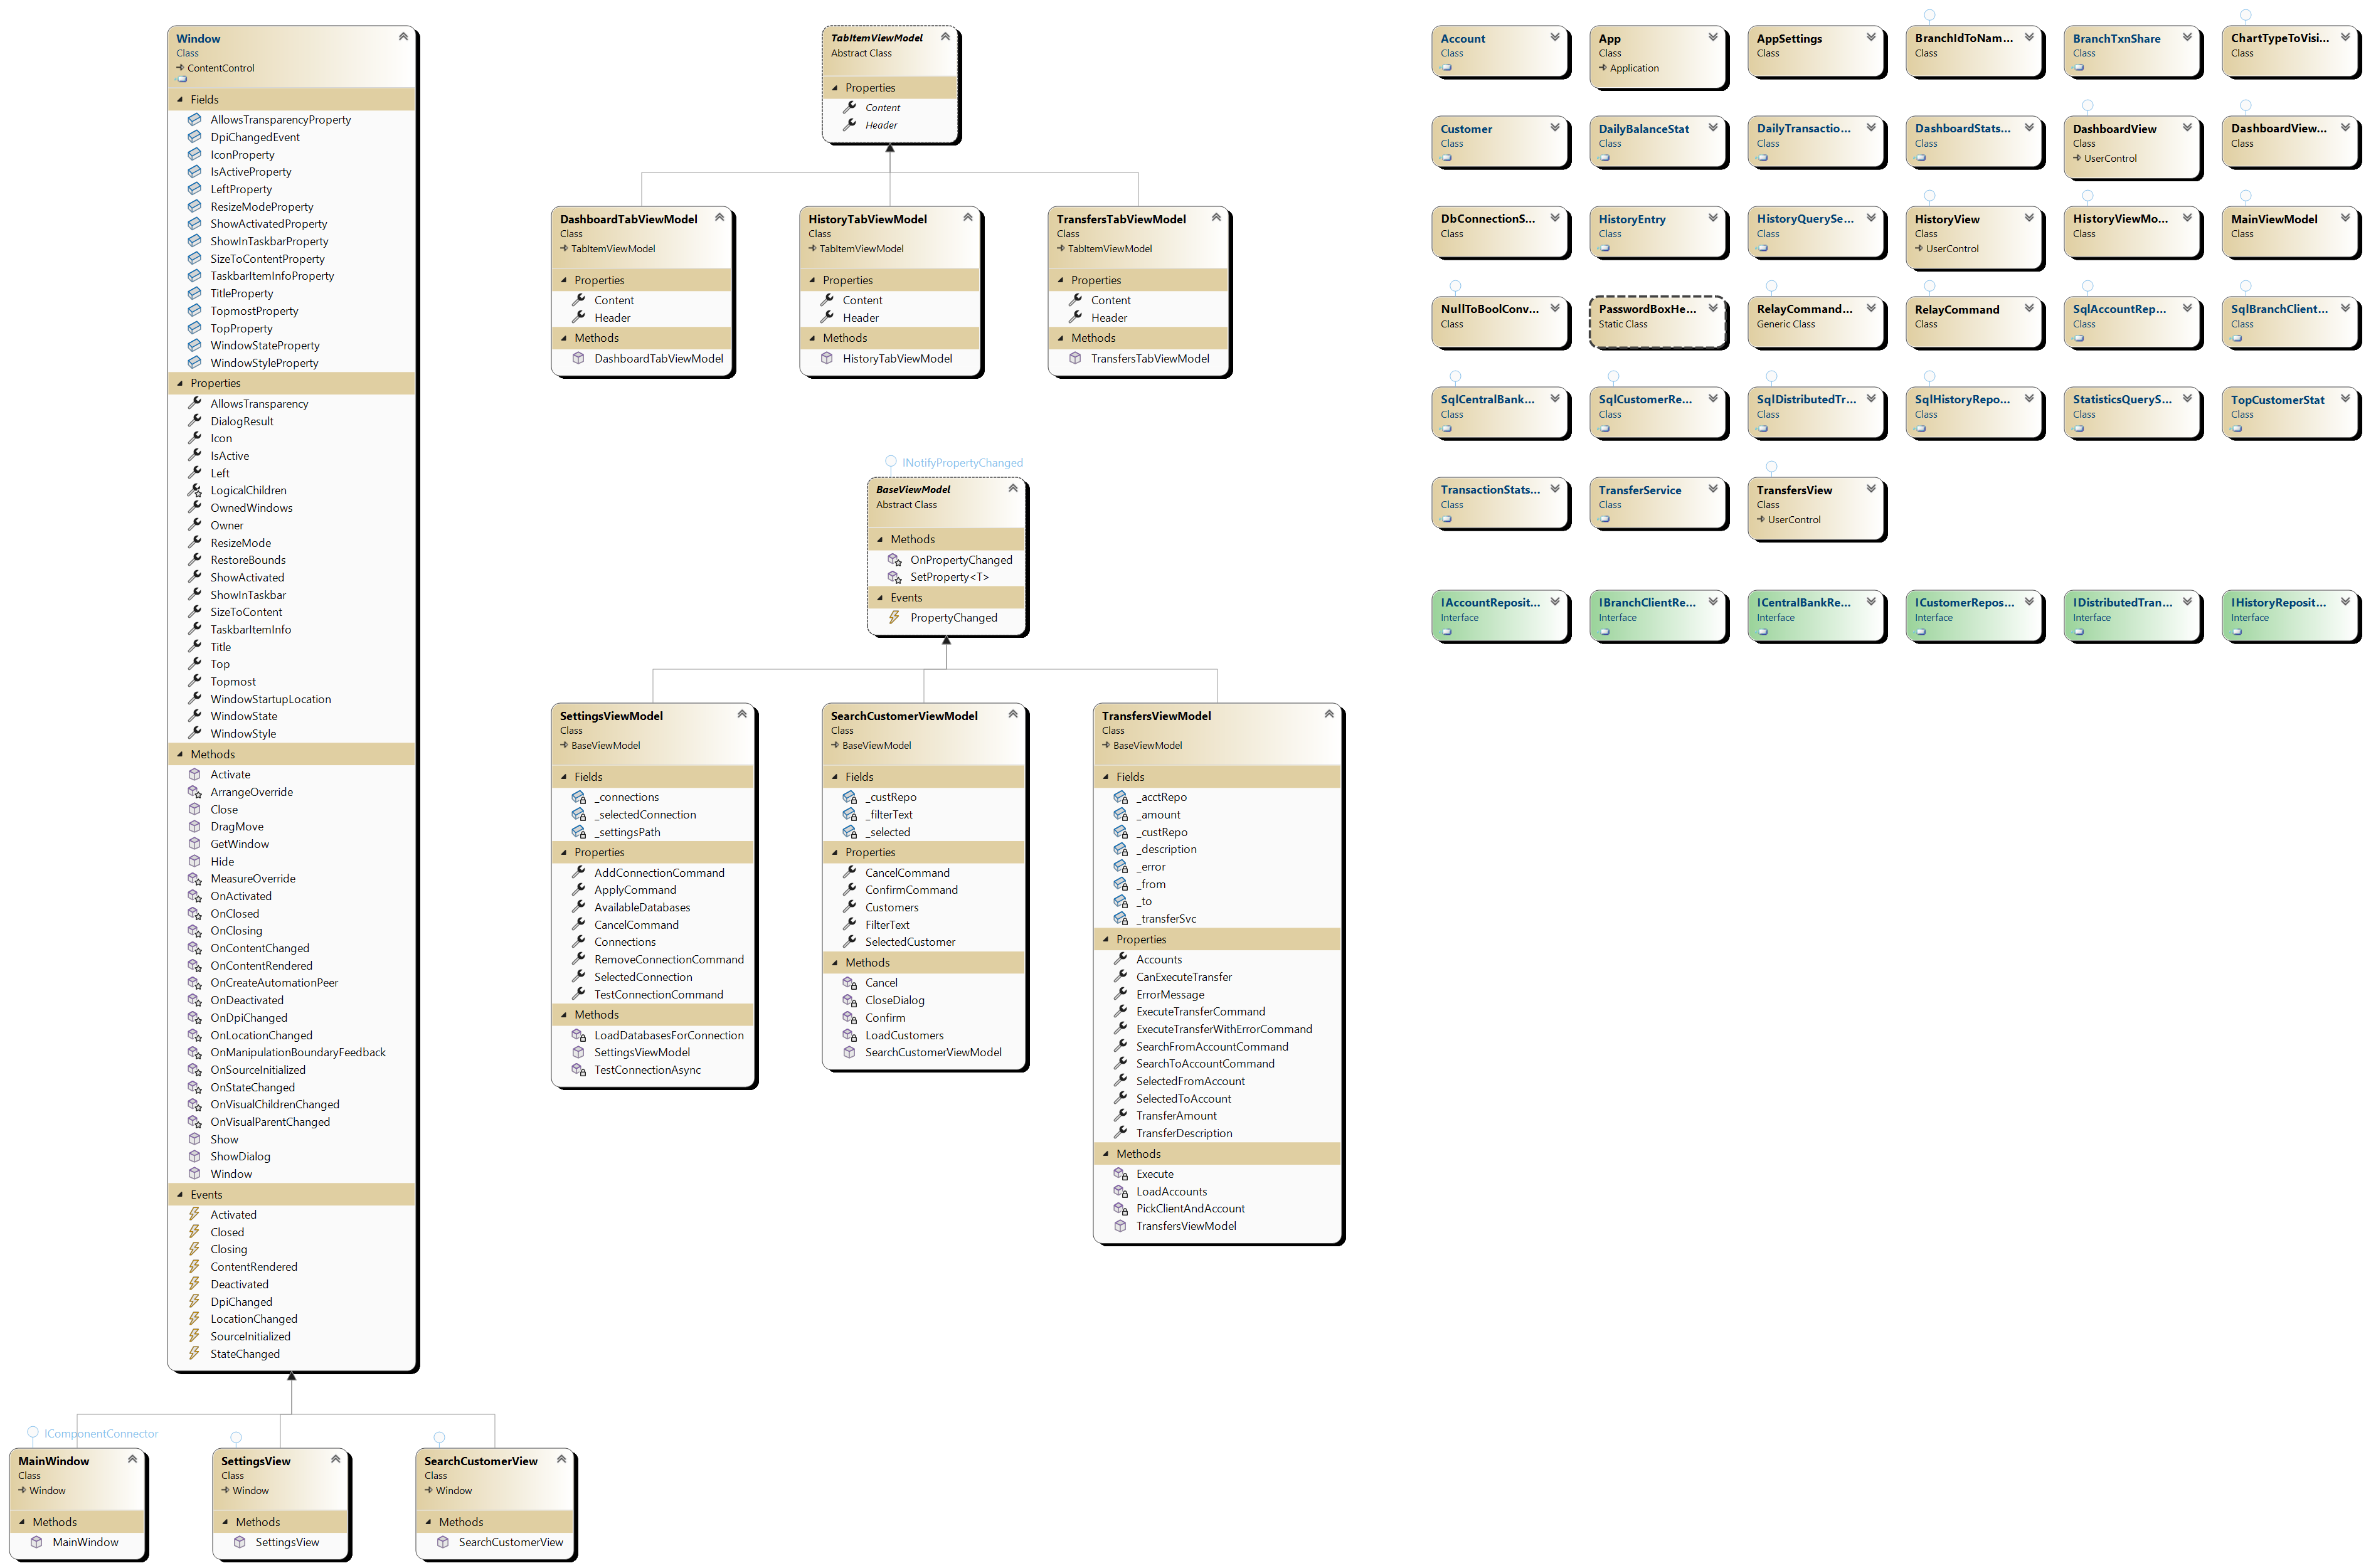 Window
Class
ContentControl
Fields
AllowsTransparencyProperty
DpiChangedEvent
IconProperty
IsActiveProperty
LeftProperty
ResizeModeProperty
ShowActivatedProperty
ShowInTaskbarProperty
SizeToContentProperty
TaskbarItemInfoProperty
TitleProperty
TopmostProperty
TopProperty
WindowStateProperty
WindowStyleProperty
Properties
AllowsTransparency
DialogResult
Icon
IsActive
Left
LogicalChildren
OwnedWindows
Owner
ResizeMode
RestoreBounds
ShowActivated
ShowInTaskbar
SizeToContent
TaskbarItemInfo
Title
Top
Topmost
WindowStartupLocation
WindowState
WindowStyle
Methods
Activate
ArrangeOverride
Close
DragMove
GetWindow
Hide
MeasureOverride
OnActivated
OnClosed
OnClosing
OnContentChanged
OnContentRendered
OnCreateAutomationPeer
OnDeactivated
OnDpiChanged
OnLocationChanged
OnManipulationBoundaryFeedback
OnSourceInitialized
OnStateChanged
OnVisualChildrenChanged
OnVisualParentChanged
Show
ShowDialog
Window
Events
Activated
Closed
Closing
ContentRendered
Deactivated
DpiChanged
LocationChanged
SourceInitialized
StateChanged
IComponentConnector
MainWindow
Class
Window
Methods
MainWindow
SettingsView
Class
Window
Methods
SettingsView
SearchCustomerView
Class
Window
Methods
SearchCustomerView
TabItemViewModel
Abstract Class
Properties
Content
Header
DashboardTabViewModel
Class
TabItemViewModel
Properties
Content
Header
Methods
DashboardTabViewModel
HistoryTabViewModel
Class
TabItemViewModel
Properties
Content
Header
Methods
HistoryTabViewModel
TransfersTabViewModel
Class
TabItemViewModel
Properties
Content
Header
Methods
TransfersTabViewModel
INotifyPropertyChanged
BaseViewModel
Abstract Class
Methods
OnPropertyChanged
SetProperty<T>
Events
PropertyChanged
SettingsViewModel
Class
BaseViewModel
Fields
_connections
_selectedConnection
_settingsPath
Properties
AddConnectionCommand
ApplyCommand
AvailableDatabases
CancelCommand
Connections
RemoveConnectionCommand
SelectedConnection
TestConnectionCommand
Methods
LoadDatabasesForConnection
SettingsViewModel
TestConnectionAsync
SearchCustomerViewModel
Class
BaseViewModel
Fields
_custRepo
_filterText
_selected
Properties
CancelCommand
ConfirmCommand
Customers
FilterText
SelectedCustomer
Methods
Cancel
CloseDialog
Confirm
LoadCustomers
SearchCustomerViewModel
TransfersViewModel
Class
BaseViewModel
Fields
_acctRepo
_amount
_custRepo
_description
_error
_from
_to
_transferSvc
Properties
Accounts
CanExecuteTransfer
ErrorMessage
ExecuteTransferCommand
ExecuteTransferWithErrorCommand
SearchFromAccountCommand
SearchToAccountCommand
SelectedFromAccount
SelectedToAccount
TransferAmount
TransferDescription
Methods
Execute
LoadAccounts
PickClientAndAccount
TransfersViewModel
Account
Class
App
Class
Application
AppSettings
Class
BranchIdToNam...
Class
BranchTxnShare
Class
ChartTypeToVisi...
Class
Customer
Class
DailyBalanceStat
Class
DailyTransactio...
Class
DashboardStats...
Class
DashboardView
Class
UserControl
DashboardView...
Class
DbConnectionS...
Class
HistoryEntry
Class
HistoryQuerySe...
Class
HistoryView
Class
UserControl
HistoryViewMo...
Class
MainViewModel
Class
NullToBoolConv...
Class
PasswordBoxHe...
Static Class
RelayCommand...
Generic Class
RelayCommand
Class
SqlAccountRep...
Class
SqlBranchClient...
Class
SqlCentralBank...
Class
SqlCustomerRe...
Class
SqlDistributedTr...
Class
SqlHistoryRepo...
Class
StatisticsQueryS...
Class
TopCustomerStat
Class
TransactionStats...
Class
TransferService
Class
TransfersView
Class
UserControl
IAccountReposit...
Interface
IBranchClientRe...
Interface
ICentralBankRe...
Interface
ICustomerRepos...
Interface
IDistributedTran...
Interface
IHistoryReposit...
Interface